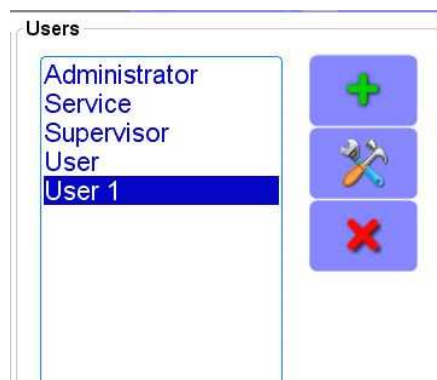 Users
Administrator
Service
Supervisor
User
User 1